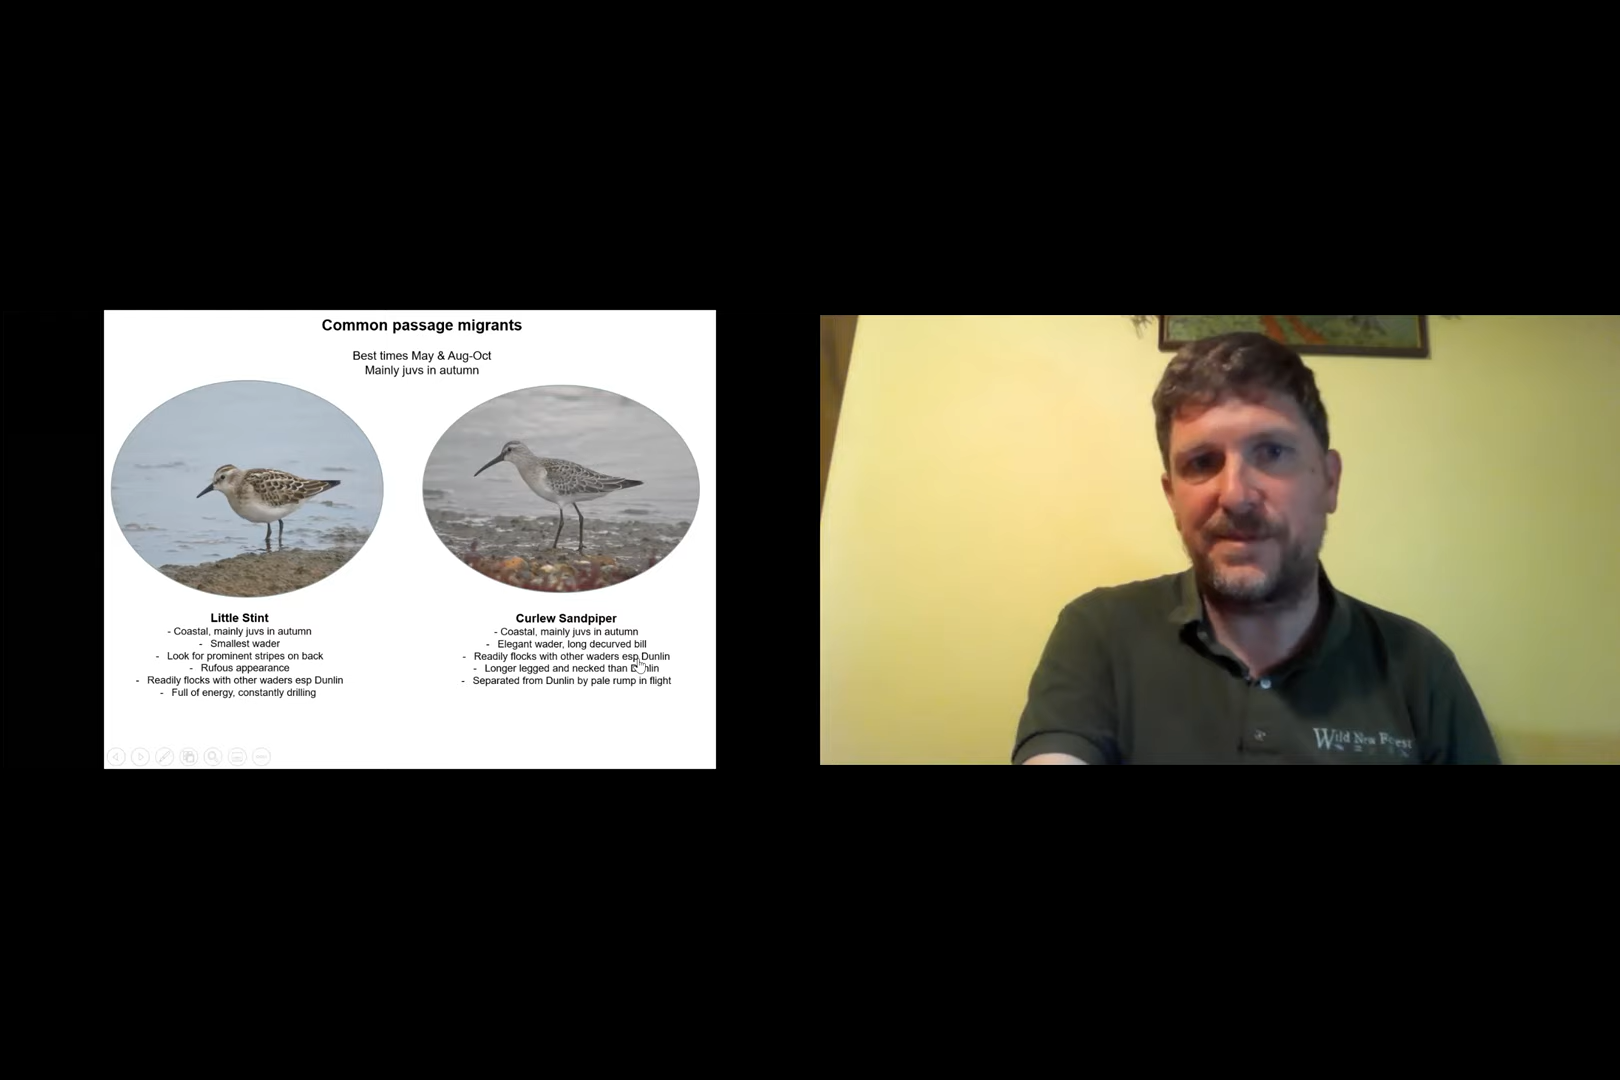 Common passage migrants
Best times May & Aug-Oct
Mainly juvs in autumn
Little Stint
- Coastal, mainly juvs in autumn
- Smallest wader
- Look for prominent stripes on back
- Rufous appearance
- Readily flocks with other waders esp Dunlin
- Full of energy, constantly drilling
Curlew Sandpiper
- Coastal, mainly juvs in autumn
- Elegant wader, long decurved bill
- Readily flocks with other waders esp Dunlin
- Longer legged and necked than Dunlin
- Separated from Dunlin by pale rump in flight
Wild New Forest